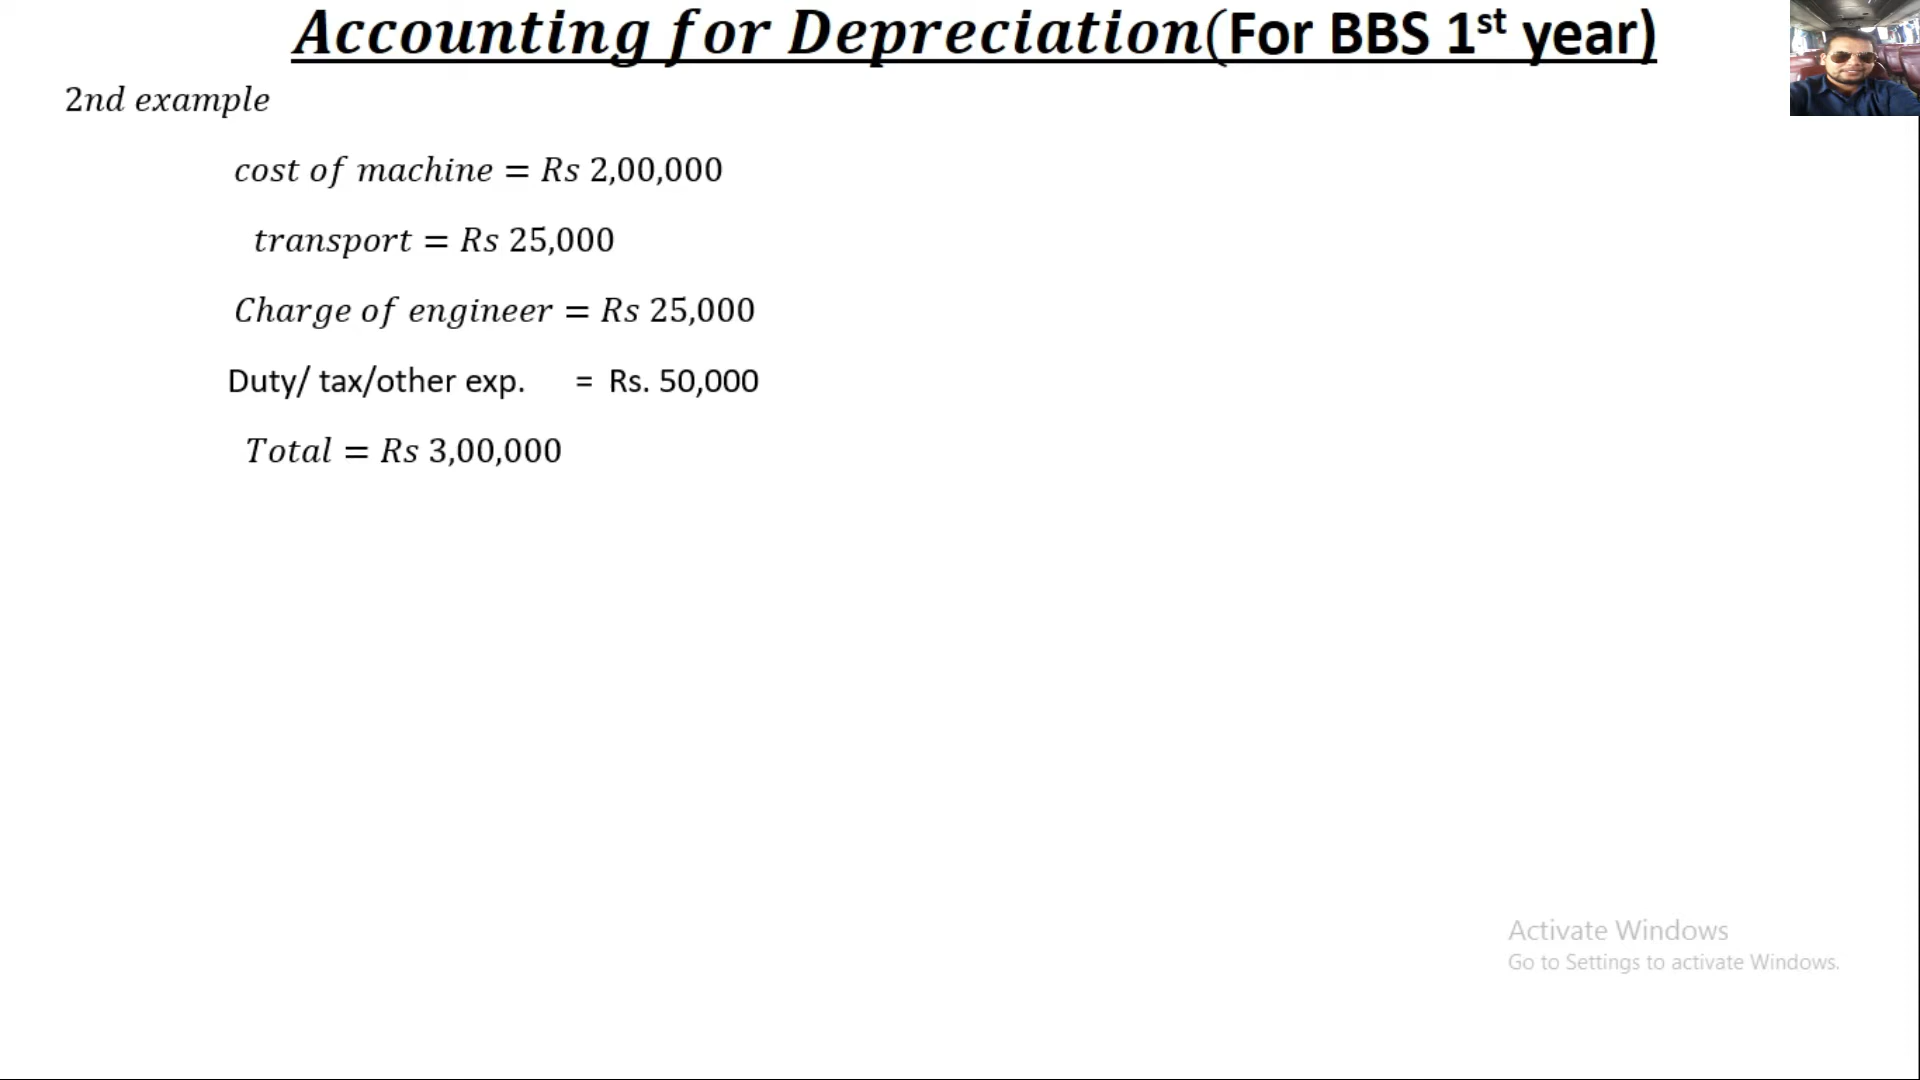 Accounting for Depreciation(For BBS 1st year)
2nd example
cost of machine = Rs 2,00,000
transport = Rs 25,000
Charge of engineer = Rs 25,000
Duty/ tax/other exp. = Rs. 50,000
Total = Rs 3,00,000
Activate Windows
Go to Settings to activate Windows.